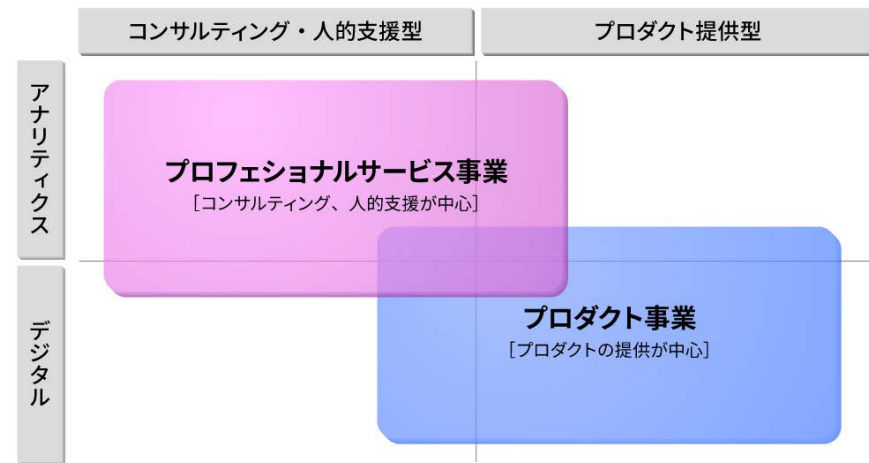 コンサルティング・人的支援型
プロダクト提供型
アナリティクス
プロフェショナルサービス事業
[コンサルティング、人的支援が中心]
デジタル
プロダクト事業
[プロダクトの提供が中心]